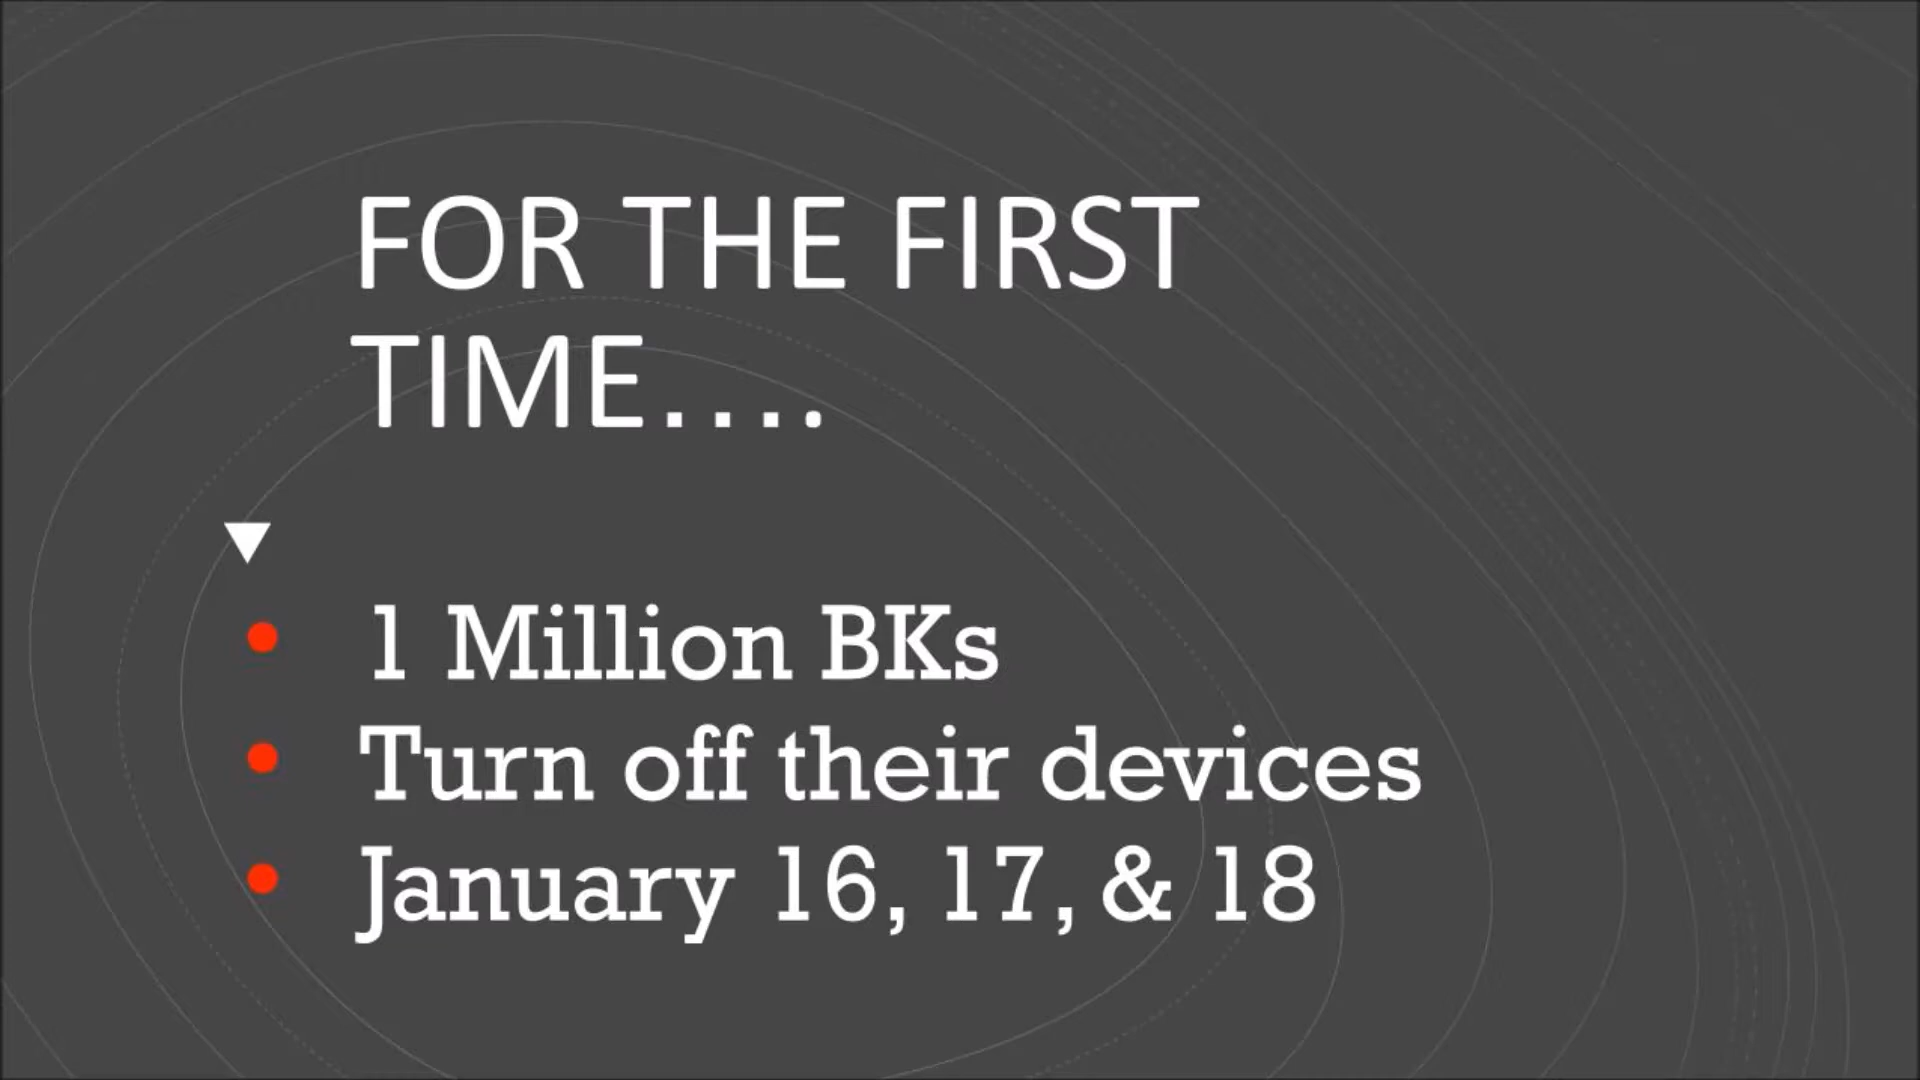 FOR THE FIRST
TIME....
1 Million BKs
Turn off their devices
January 16, 17, & 18